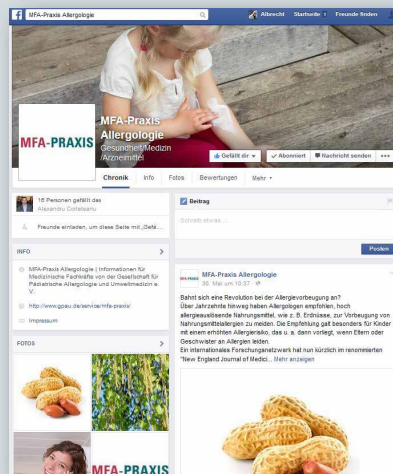 MFA-Praxis Allergologie
Albrecht Startseite Freunde finden
MFA-PRAXIS
MFA-Praxis
Allergologie
Gesundheit/Medizin
/Arzneimittel
Gefällt dir
Abonniert
Nachricht senden
Chronik Info Fotos Bewertungen Mehr
16 Personen gefällt das
Alexandru Corlateanu
Freunde einladen, um diese Seite mit „Gefä...
INFO
MFA-Praxis Allergologie | Informationen für
Medizinische Fachkräfte von der Gesellschaft für
Pädiatrische Allergologie und Umweltmedizin e.
V.
http://www.gpau.de/service/mfa-praxis/
Impressum
FOTOS
MFA-PRAXIS
Beitrag
Schreib etwas ...
Posten
MFA-PRAXIS
MFA-Praxis Allergologie
30. Mai um 10:37
Bahnt sich eine Revolution bei der Allergievorbeugung an?
Über Jahrzehnte hinweg haben Allergologen empfohlen, hoch
allergieauslösende Nahrungsmittel, wie z. B. Erdnüsse, zur Vorbeugung von
Nahrungsmittelallergien zu meiden. Die Empfehlung galt besonders für Kinder
mit einem erhöhten Allergierisiko, das u. a. dann vorliegt, wenn Eltern oder
Geschwister an Allergien leiden.
Ein internationales Forschungsnetzwerk hat nun kürzlich im renommierten
"New England Journal of Medici... Mehr anzeigen